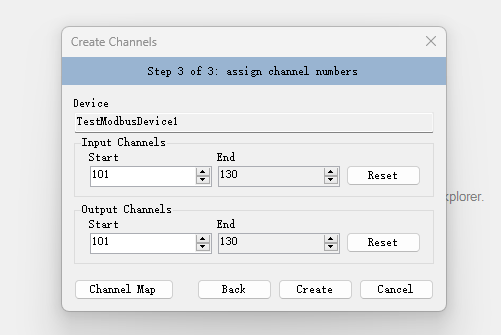 Create Channels
Step 3 of 3: assign channel numbers
Device
TestModbusDevice1
Input Channels
Start End
101 130 Reset
xplorer.
Output Channels
Start End
101 130 Reset
Channel Map Back Create Cancel